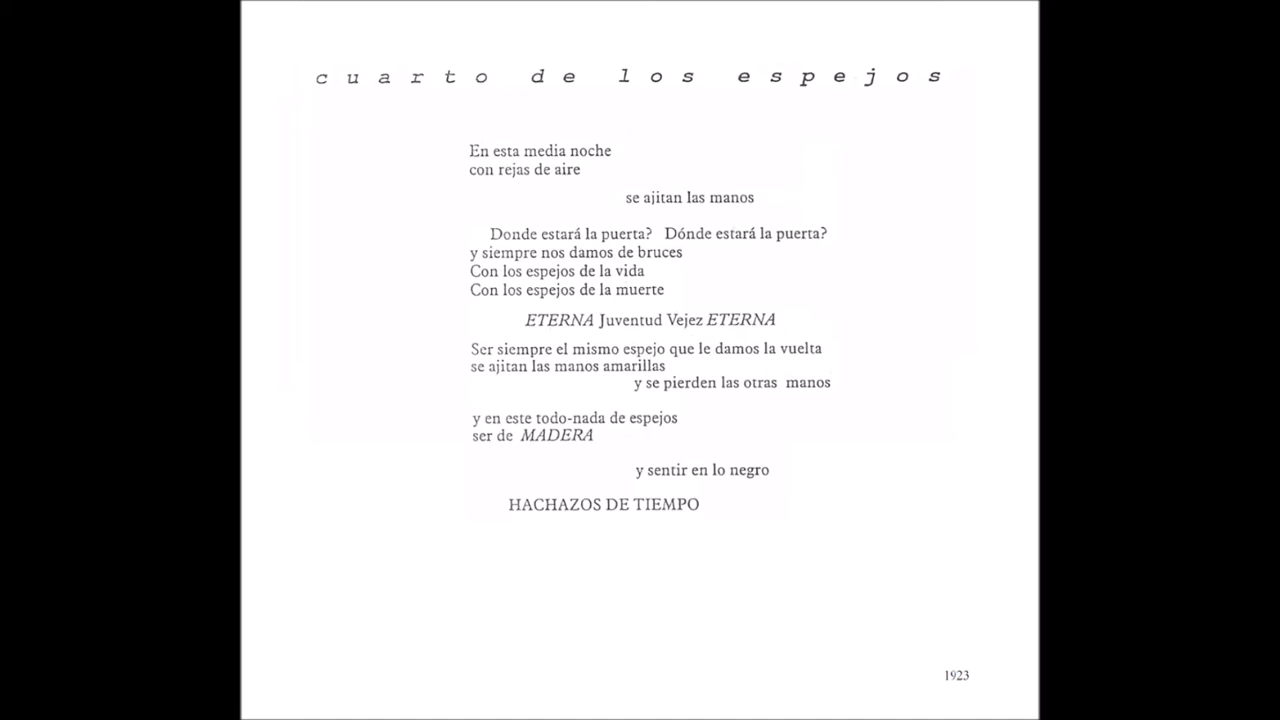 cuarto de los espejos
En esta media noche
con rejas de aire
se ajitan las manos
Donde estará la puerta? Dónde estará la puerta?
y siempre nos damos de bruces
Con los espejos de la vida
Con los espejos de la muerte
ETERNA Juventud Vejez ETERNA
Ser siempre el mismo espejo que le damos la vuelta
se ajitan las manos amarillas
y se pierden las otras manos
y en este todo-nada de espejos
ser de MADERA
y sentir en lo negro
HACHAZOS DE TIEMPO
1923